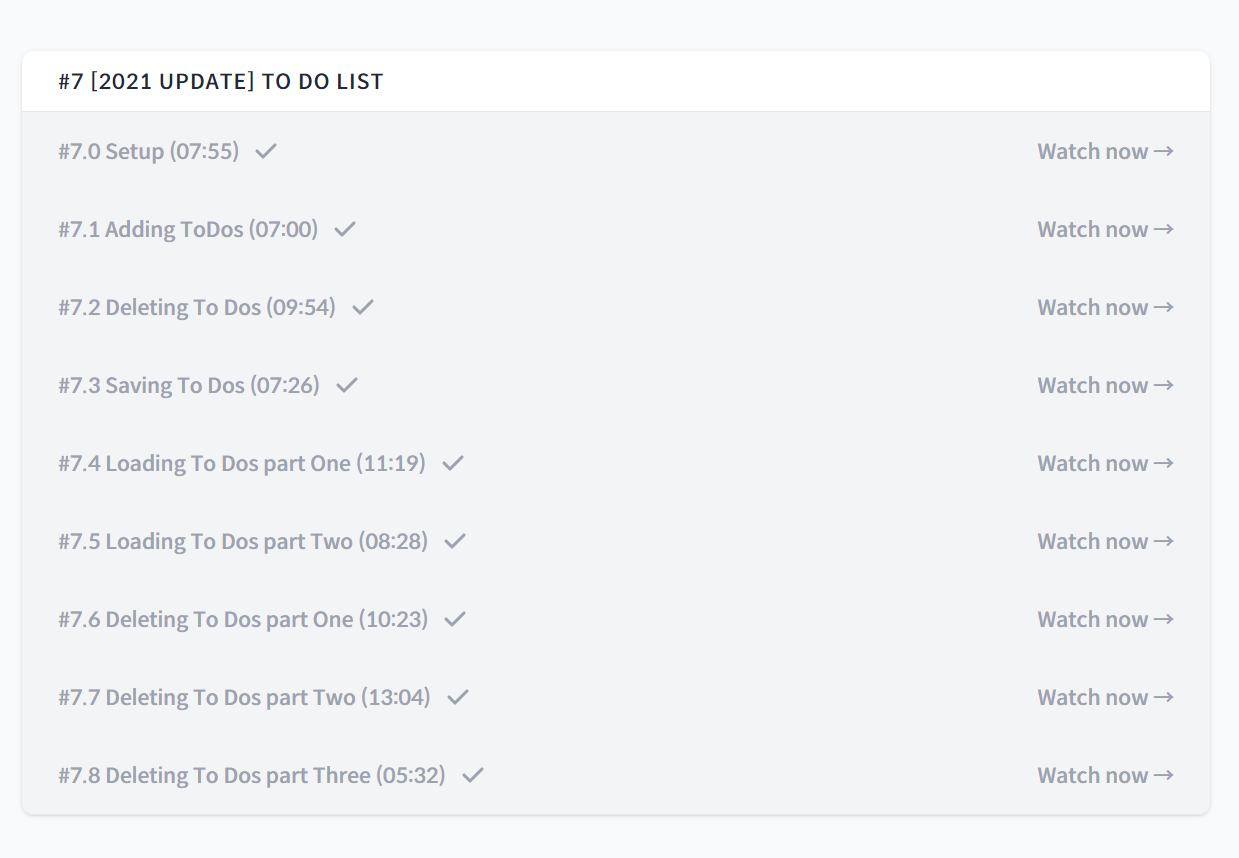 #7 [2021 UPDATE] TO DO LIST
#7.0 Setup (07:55) ✓ Watch now →
#7.1 Adding ToDos (07:00) ✓ Watch now →
#7.2 Deleting To Dos (09:54) ✓ Watch now →
#7.3 Saving To Dos (07:26) ✓ Watch now →
#7.4 Loading To Dos part One (11:19) ✓ Watch now →
#7.5 Loading To Dos part Two (08:28) ✓ Watch now →
#7.6 Deleting To Dos part One (10:23) ✓ Watch now →
#7.7 Deleting To Dos part Two (13:04) ✓ Watch now →
#7.8 Deleting To Dos part Three (05:32) ✓ Watch now →